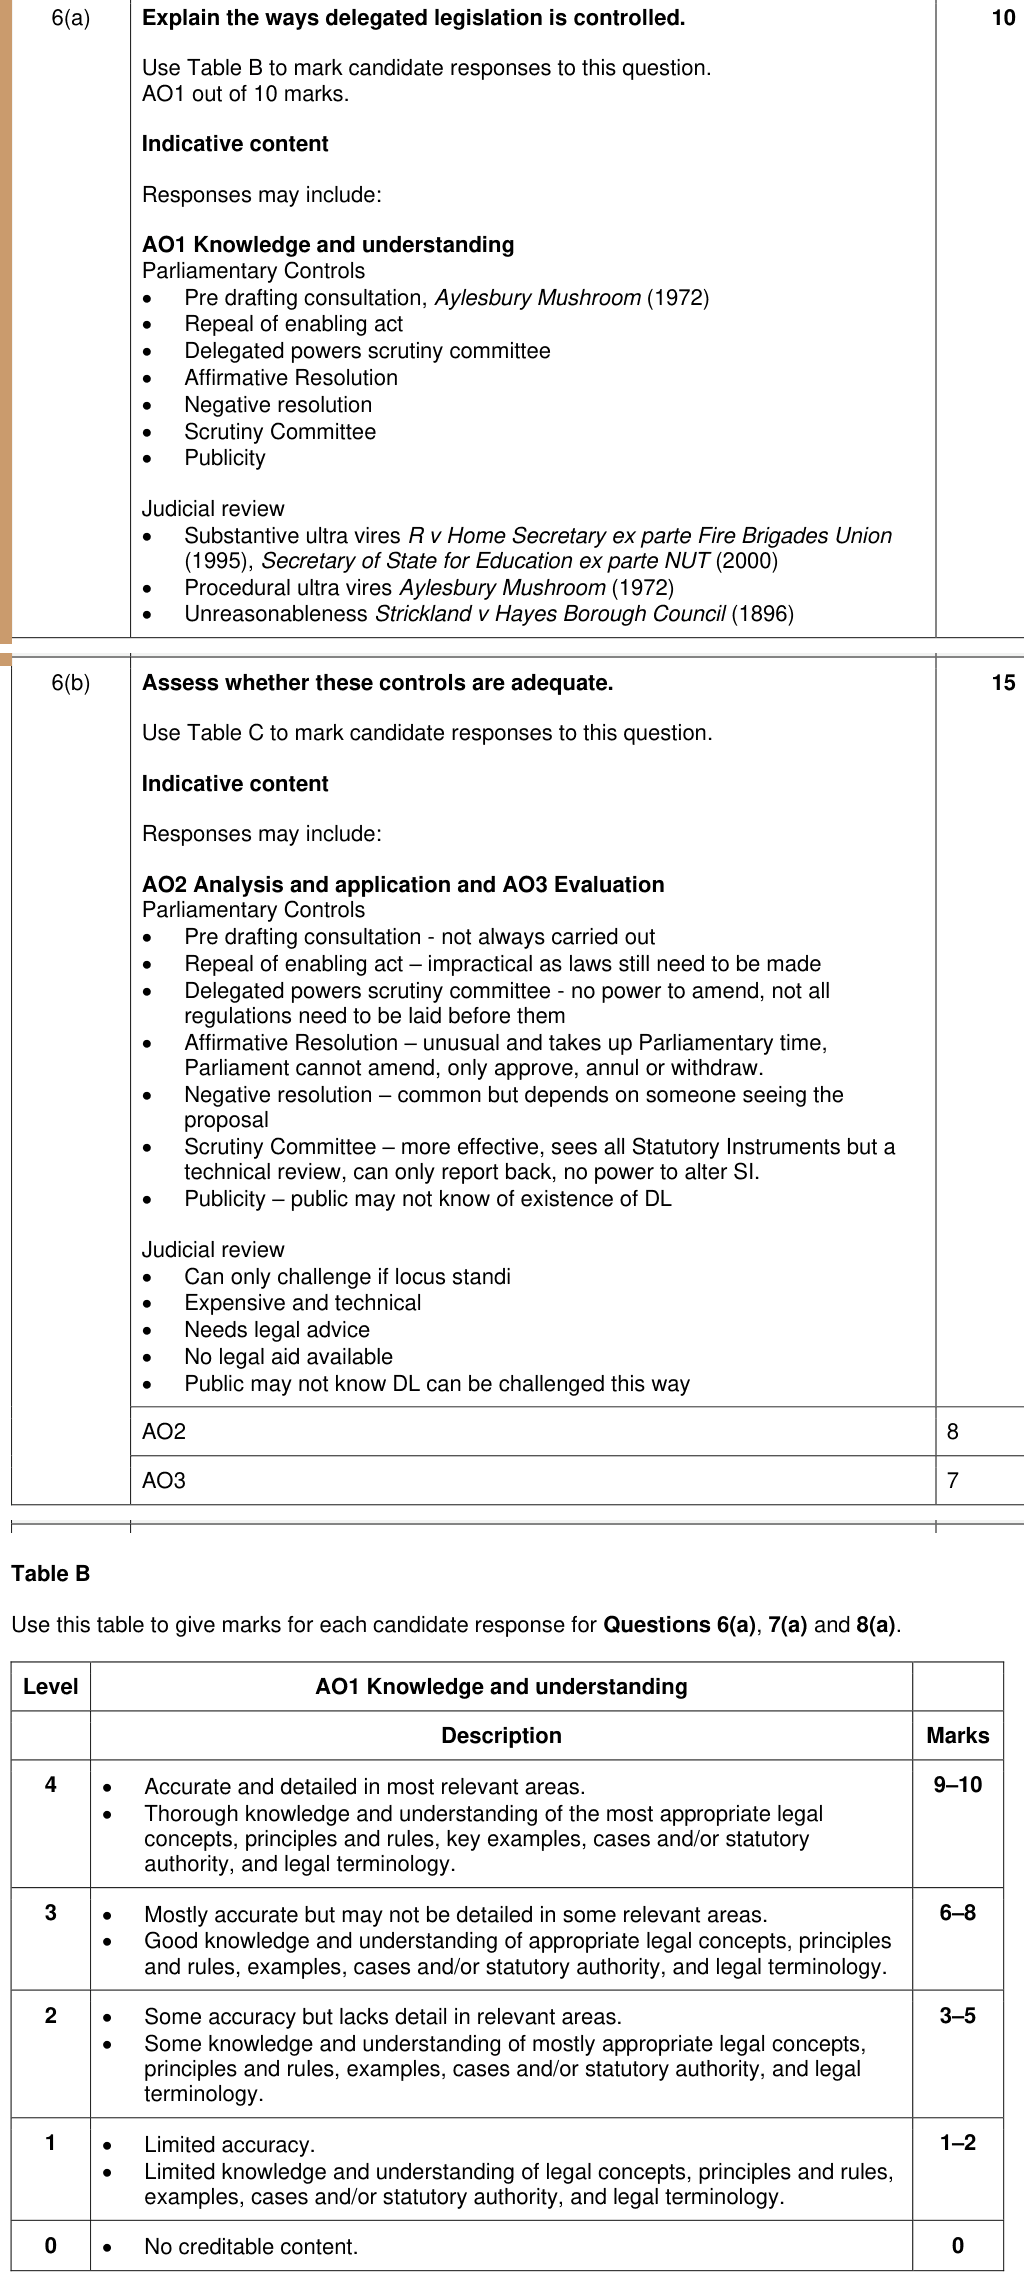 6(a) Explain the ways delegated legislation is controlled. 10
Use Table B to mark candidate responses to this question.
AO1 out of 10 marks.
Indicative content
Responses may include:
AO1 Knowledge and understanding
Parliamentary Controls
• Pre drafting consultation, Aylesbury Mushroom (1972)
• Repeal of enabling act
• Delegated powers scrutiny committee
• Affirmative Resolution
• Negative resolution
• Scrutiny Committee
• Publicity
Judicial review
• Substantive ultra vires R v Home Secretary ex parte Fire Brigades Union
(1995), Secretary of State for Education ex parte NUT (2000)
• Procedural ultra vires Aylesbury Mushroom (1972)
• Unreasonableness Strickland v Hayes Borough Council (1896)
6(b) Assess whether these controls are adequate. 15
Use Table C to mark candidate responses to this question.
Indicative content
Responses may include:
AO2 Analysis and application and AO3 Evaluation
Parliamentary Controls
• Pre drafting consultation - not always carried out
• Repeal of enabling act – impractical as laws still need to be made
• Delegated powers scrutiny committee - no power to amend, not all
regulations need to be laid before them
• Affirmative Resolution – unusual and takes up Parliamentary time,
Parliament cannot amend, only approve, annul or withdraw.
• Negative resolution – common but depends on someone seeing the
proposal
• Scrutiny Committee – more effective, sees all Statutory Instruments but a
technical review, can only report back, no power to alter SI.
• Publicity – public may not know of existence of DL
Judicial review
• Can only challenge if locus standi
• Expensive and technical
• Needs legal advice
• No legal aid available
• Public may not know DL can be challenged this way
AO2 8
AO3 7
Table B
Use this table to give marks for each candidate response for Questions 6(a), 7(a) and 8(a).
Level AO1 Knowledge and understanding
Description Marks
4 • Accurate and detailed in most relevant areas. 9–10
• Thorough knowledge and understanding of the most appropriate legal
concepts, principles and rules, key examples, cases and/or statutory
authority, and legal terminology.
3 • Mostly accurate but may not be detailed in some relevant areas. 6–8
• Good knowledge and understanding of appropriate legal concepts, principles
and rules, examples, cases and/or statutory authority, and legal terminology.
2 • Some accuracy but lacks detail in relevant areas. 3–5
• Some knowledge and understanding of mostly appropriate legal concepts,
principles and rules, examples, cases and/or statutory authority, and legal
terminology.
1 • Limited accuracy. 1–2
• Limited knowledge and understanding of legal concepts, principles and rules,
examples, cases and/or statutory authority, and legal terminology.
0 • No creditable content. 0